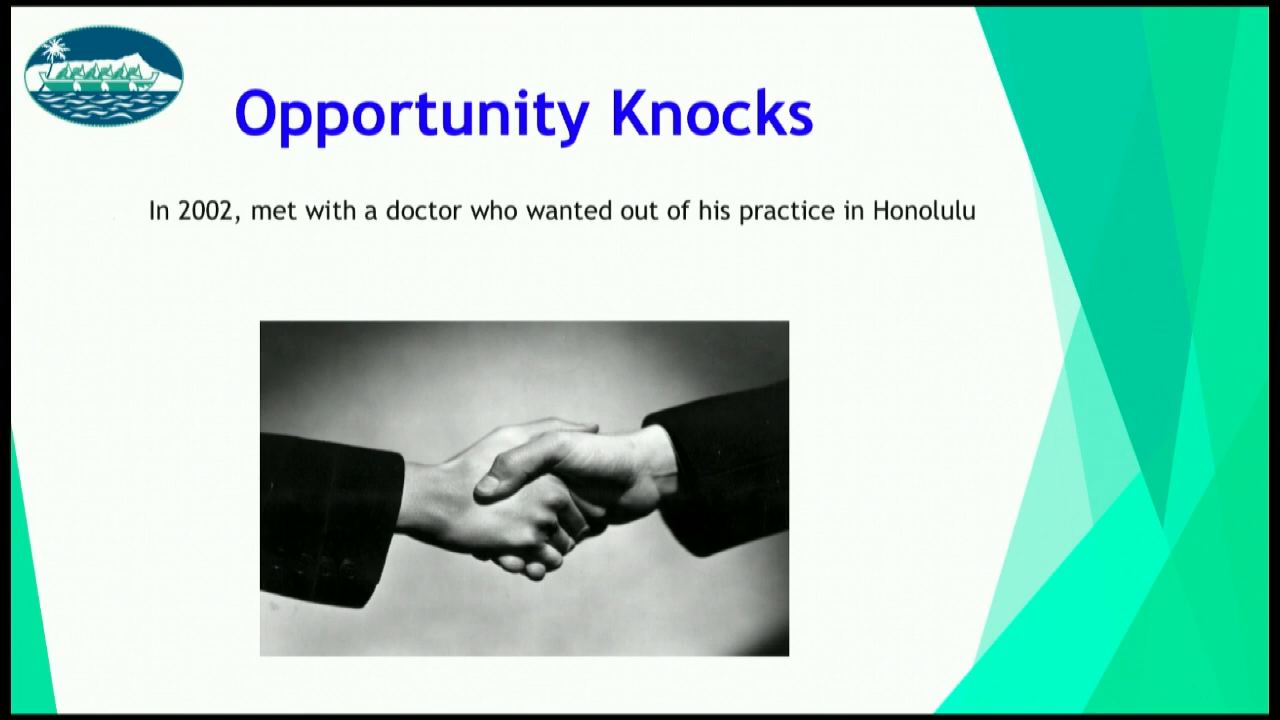 Opportunity Knocks
In 2002, met with a doctor who wanted out of his practice in Honolulu